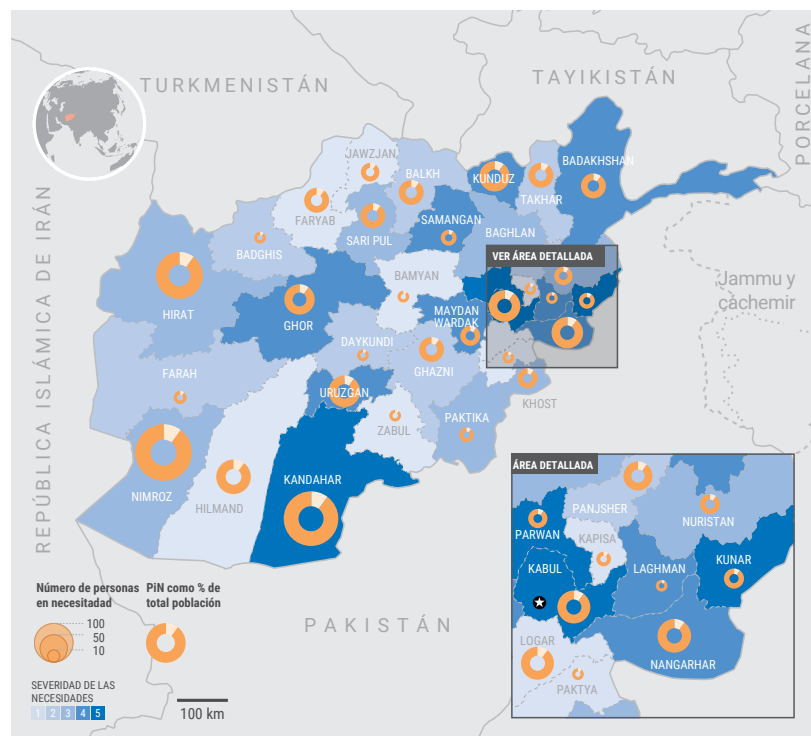 TURKMENISTÁN
TAYIKISTÁN
PORCELANA
REPÚBLICA ISLÁMICA DE IRÁN
JAWZJAN
BALKH
KUNDUZ
BADAKHSHAN
TAKHAR
FARYAB
SARI PUL
SAMANGAN
BAGHLAN
BADGHIS
VER ÁREA DETALLADA
BAMYAN
Jammu y
cachemir
HIRAT
GHOR
MAYDAN
WARDAK
DAYKUNDI
GHAZNI
FARAH
URUZGAN
KHOST
ZABUL
PAKTIKA
NIMROZ
HILMAND
KANDAHAR
ÁREA DETALLADA
PANJSHER
NURISTAN
PARWAN
KAPISA
KABUL
LAGHMAN
KUNAR
LOGAR
NANGARHAR
PAKTYA
PAKISTÁN
Número de personas
en necesitadad
100
50
10
PiN como % de
total población
SEVERIDAD DE LAS
NECESIDADES
1 2 3 4 5
100 km